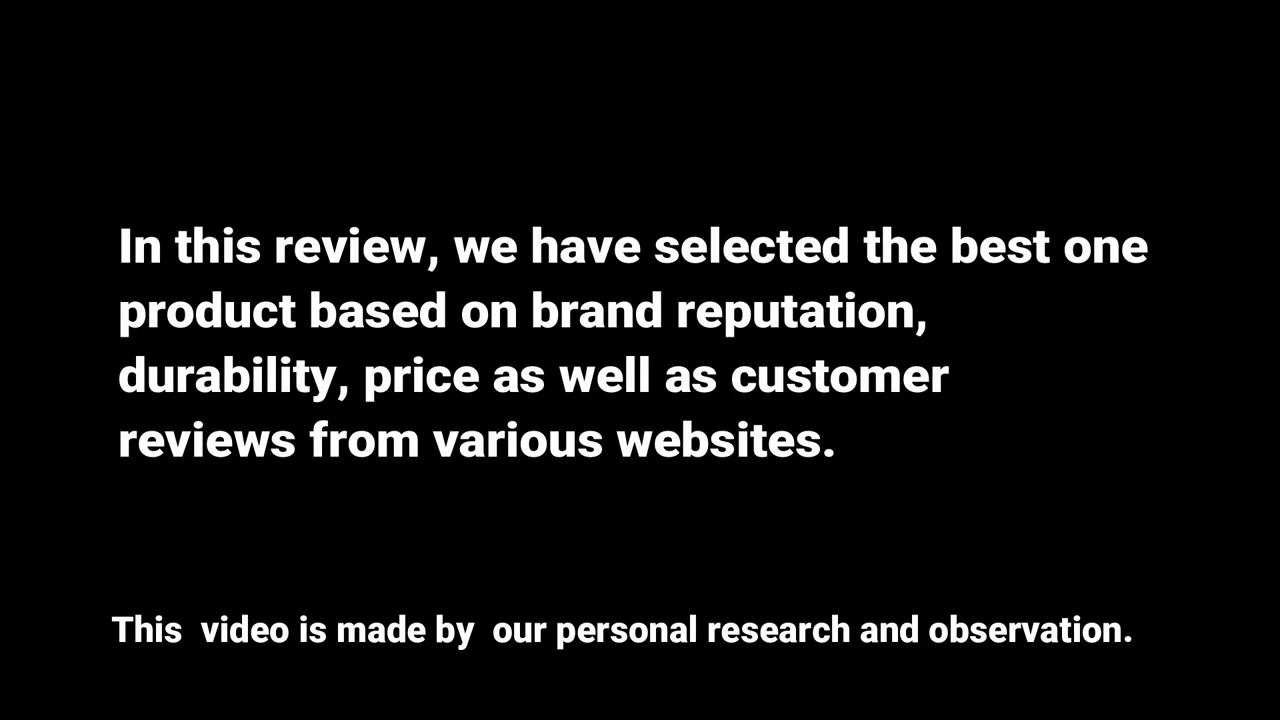 In this review, we have selected the best one
product based on brand reputation,
durability, price as well as customer
reviews from various websites.
This video is made by our personal research and observation.